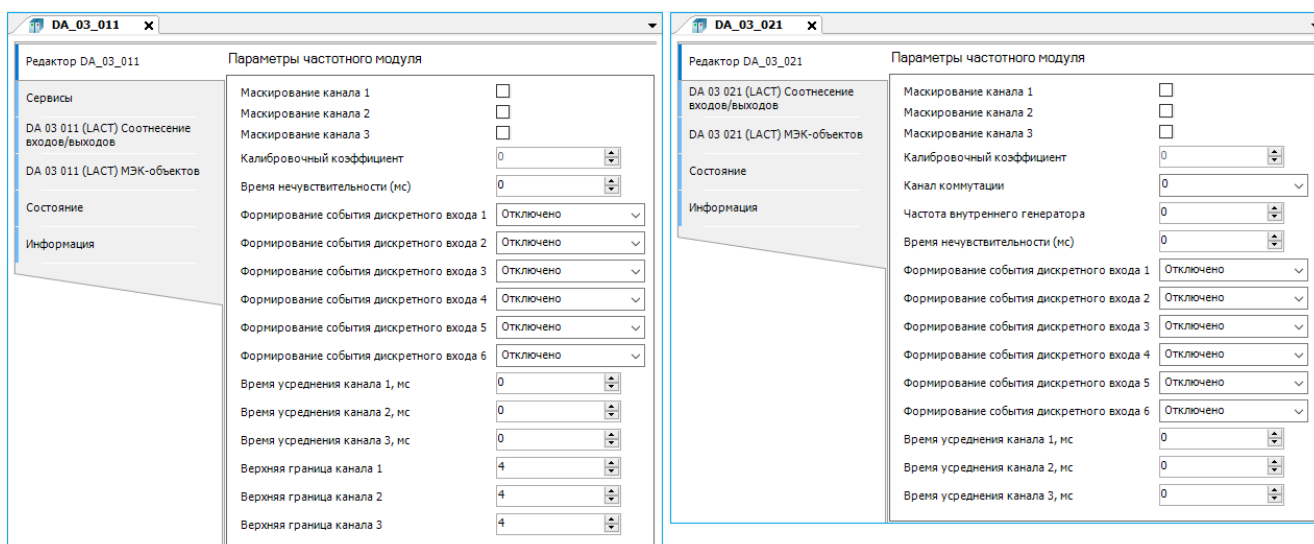 DA_03_011
Редактор DA_03_011
Сервисы
DA 03 011 (LACT) Соотнесение
входов/выходов
DA 03 011 (LACT) МЭК-объектов
Состояние
Информация
Параметры частотного модуля
Маскирование канала 1
Маскирование канала 2
Маскирование канала 3
Калибровочный коэффициент 0
Время нечувствительности (мс) 0
Формирование события дискретного входа 1 Отключено
Формирование события дискретного входа 2 Отключено
Формирование события дискретного входа 3 Отключено
Формирование события дискретного входа 4 Отключено
Формирование события дискретного входа 5 Отключено
Формирование события дискретного входа 6 Отключено
Время усреднения канала 1, мс 0
Время усреднения канала 2, мс 0
Время усреднения канала 3, мс 0
Верхняя граница канала 1 4
Верхняя граница канала 2 4
Верхняя граница канала 3 4
DA_03_021
Редактор DA_03_021
DA 03 021 (LACT) Соотнесение
входов/выходов
DA 03 021 (LACT) МЭК-объектов
Состояние
Информация
Параметры частотного модуля
Маскирование канала 1
Маскирование канала 2
Маскирование канала 3
Калибровочный коэффициент 0
Канал коммутации 0
Частота внутреннего генератора 0
Время нечувствительности (мс) 0
Формирование события дискретного входа 1 Отключено
Формирование события дискретного входа 2 Отключено
Формирование события дискретного входа 3 Отключено
Формирование события дискретного входа 4 Отключено
Формирование события дискретного входа 5 Отключено
Формирование события дискретного входа 6 Отключено
Время усреднения канала 1, мс 0
Время усреднения канала 2, мс 0
Время усреднения канала 3, мс 0